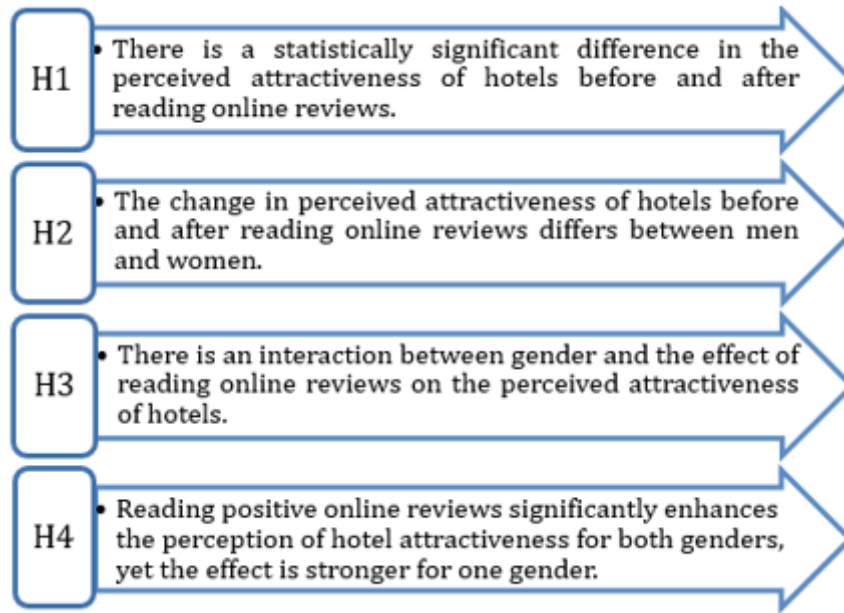 H1
• There is a statistically significant difference in the
perceived attractiveness of hotels before and after
reading online reviews.
H2
• The change in perceived attractiveness of hotels before
and after reading online reviews differs between men
and women.
H3
• There is an interaction between gender and the effect of
reading online reviews on the perceived attractiveness
of hotels.
H4
• Reading positive online reviews significantly enhances
the perception of hotel attractiveness for both genders,
yet the effect is stronger for one gender.